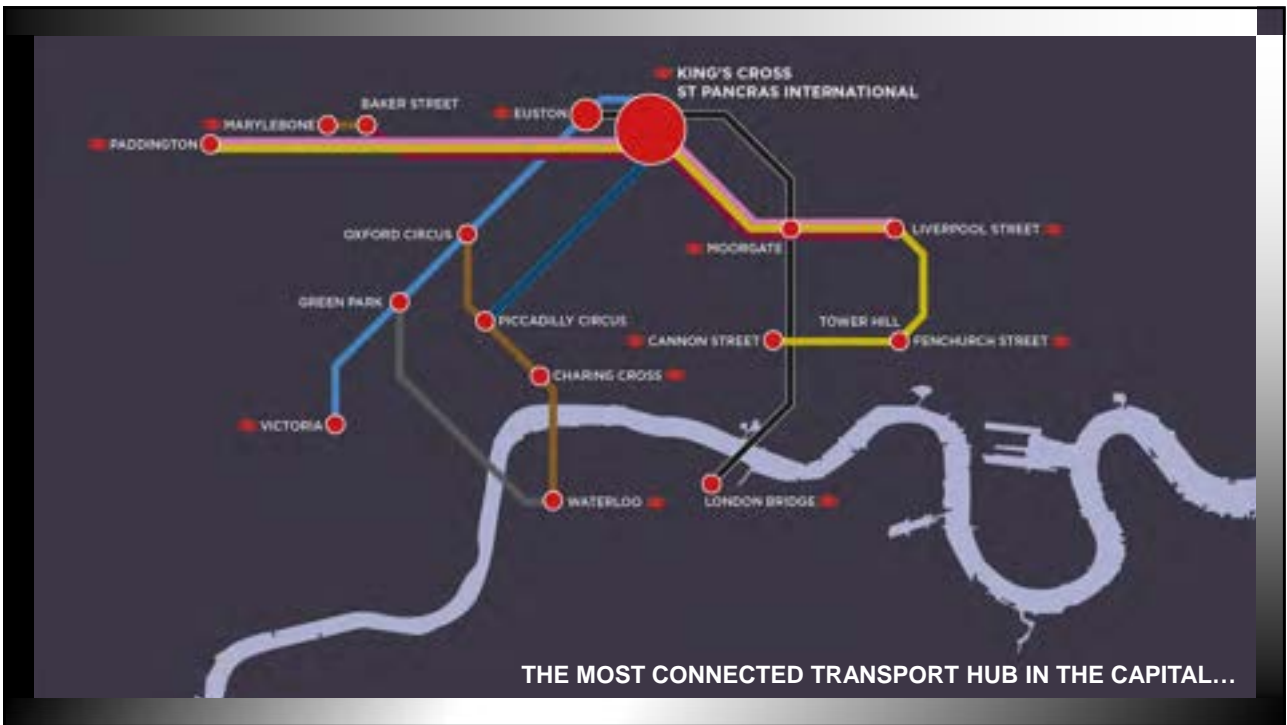 KING'S CROSS
ST PANCRAS INTERNATIONAL
BAKER STREET
EUSTON
MARYLEBONE
PADDINGTON
OXFORD CIRCUS
LIVERPOOL STREET
MOORGATE
GREEN PARK
PICCADILLY CIRCUS
TOWER HILL
CANNON STREET
FENCHURCH STREET
CHARING CROSS
VICTORIA
WATERLOO
LONDON BRIDGE
THE MOST CONNECTED TRANSPORT HUB IN THE CAPITAL…